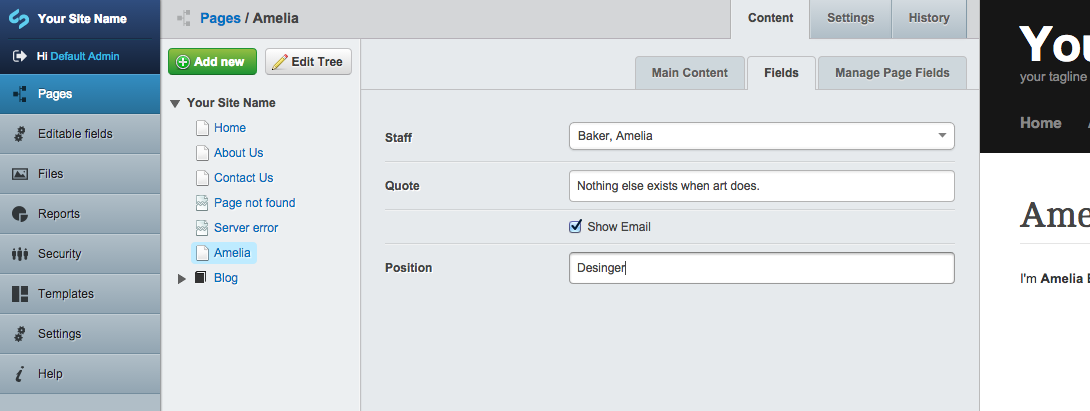 Your Site Name
Hi Default Admin
Pages
Editable fields
Files
Reports
Security
Templates
Settings
Help
Pages / Amelia
Content
Settings
History
Add new
Edit Tree
Your Site Name
Home
About Us
Contact Us
Page not found
Server error
Amelia
Blog
Main Content
Fields
Manage Page Fields
Staff
Baker, Amelia
Quote
Nothing else exists when art does.
Show Email
Position
Desinger
You
your tagline
Home
Ame
I'm Amelia